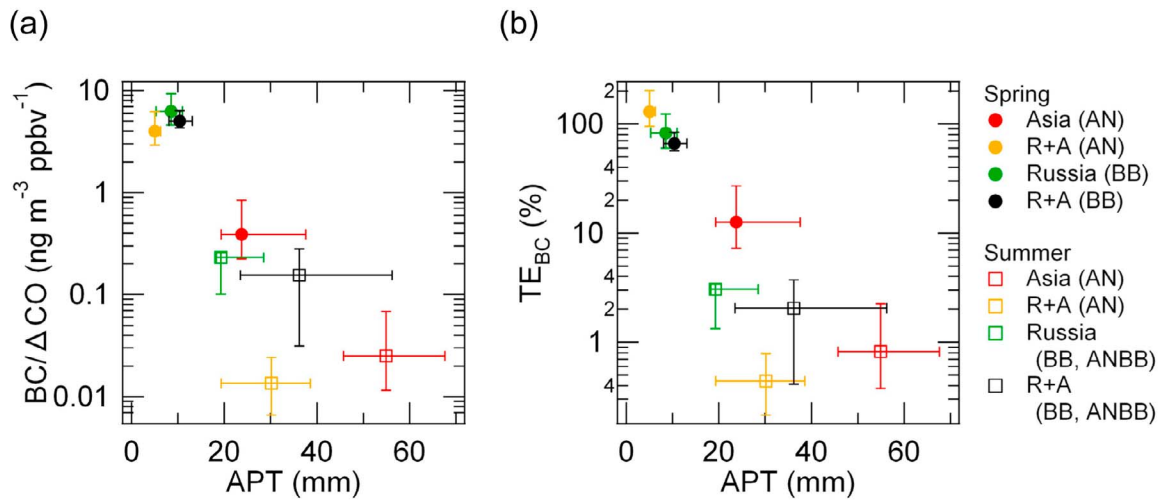 (a)
10
1
0.1
0.01
BC/ΔCO (ng m⁻³ ppbv⁻¹)
0 20 40 60
APT (mm)
(b)
2
100
6
4
2
10
4
3
2
1
4
TE_BC (%)
0 20 40 60
APT (mm)
Spring
Asia (AN)
R+A (AN)
Russia (BB)
R+A (BB)
Summer
Asia (AN)
R+A (AN)
Russia
(BB, ANBB)
R+A
(BB, ANBB)